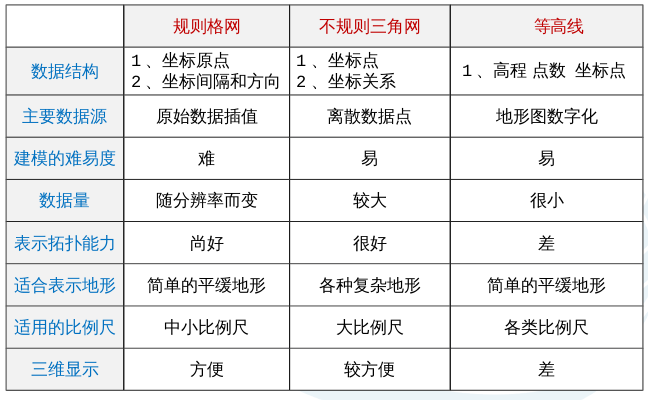 规则格网 不规则三角网 等高线
数据结构
1、坐标原点
2、坐标间隔和方向
1、坐标点
2、坐标关系
1、高程 点数 坐标点
主要数据源 原始数据插值 离散数据点 地形图数字化
建模的难易度 难 易 易
数据量 随分辨率而变 较大 很小
表示拓扑能力 尚好 很好 差
适合表示地形 简单的平缓地形 各种复杂地形 简单的平缓地形
适用的比例尺 中小比例尺 大比例尺 各类比例尺
三维显示 方便 较方便 差